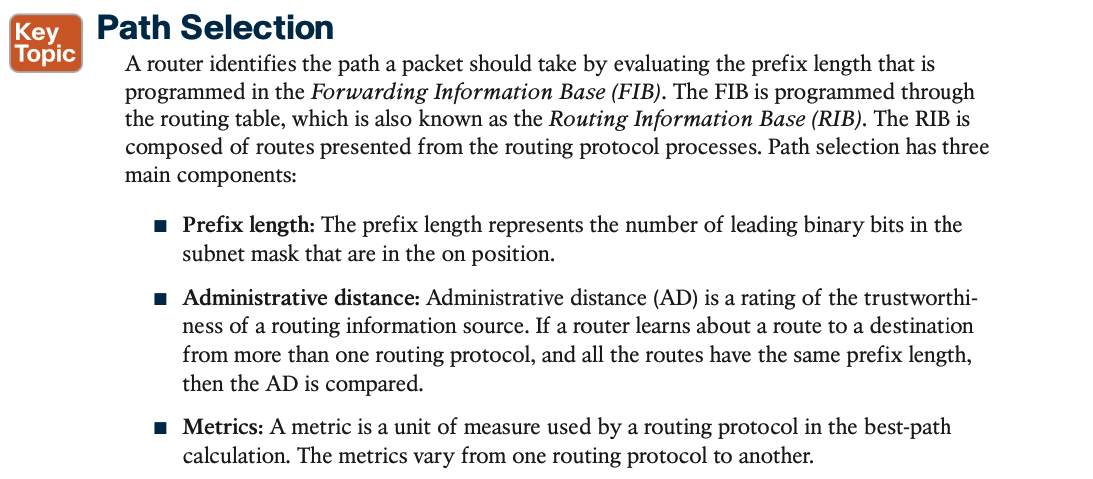 Key
Topic
Path Selection
A router identifies the path a packet should take by evaluating the prefix length that is
programmed in the Forwarding Information Base (FIB). The FIB is programmed through
the routing table, which is also known as the Routing Information Base (RIB). The RIB is
composed of routes presented from the routing protocol processes. Path selection has three
main components:
■ Prefix length: The prefix length represents the number of leading binary bits in the
subnet mask that are in the on position.
■ Administrative distance: Administrative distance (AD) is a rating of the trustworthi-
ness of a routing information source. If a router learns about a route to a destination
from more than one routing protocol, and all the routes have the same prefix length,
then the AD is compared.
■ Metrics: A metric is a unit of measure used by a routing protocol in the best-path
calculation. The metrics vary from one routing protocol to another.